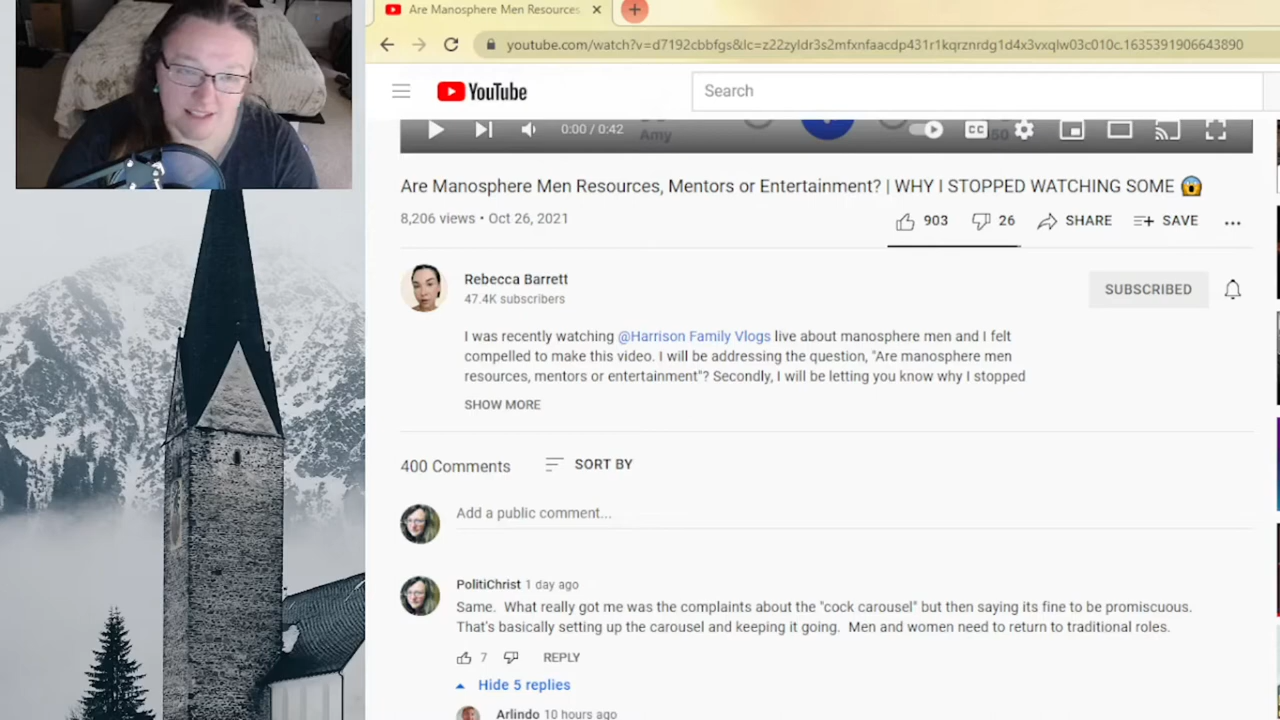 Are Manosphere Men Resources,
youtube.com/watch?v=d7192cbbfgs&lc=z22zyldr3s2mfxnfaacdp431r1kqrznrdg1d4x3vxqlw03c010c.1635391906643890
YouTube
Search
0:00 / 0:42
Amy
CC
Are Manosphere Men Resources, Mentors or Entertainment? | WHY I STOPPED WATCHING SOME 😱
8,206 views • Oct 26, 2021
903
26
SHARE
SAVE
Rebecca Barrett
47.4K subscribers
SUBSCRIBED
I was recently watching @Harrison Family Vlogs live about manosphere men and I felt
compelled to make this video. I will be addressing the question, "Are manosphere men
resources, mentors or entertainment"? Secondly, I will be letting you know why I stopped
SHOW MORE
400 Comments
SORT BY
Add a public comment...
PolitiChrist 1 day ago
Same. What really got me was the complaints about the "cock carousel" but then saying its fine to be promiscuous.
That's basically setting up the carousel and keeping it going. Men and women need to return to traditional roles.
7
REPLY
Hide 5 replies
Arlindo 10 hours ago